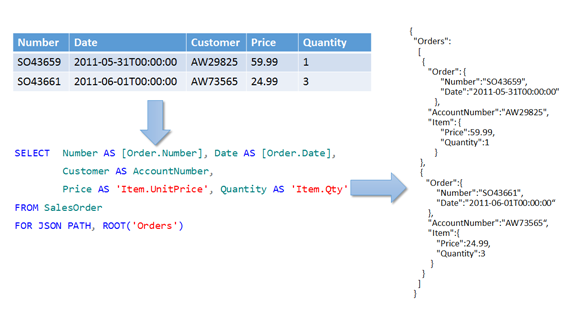 Number Date Customer Price Quantity
SO43659 2011-05-31T00:00:00 AW29825 59.99 1
SO43661 2011-06-01T00:00:00 AW73565 24.99 3
SELECT Number AS [Order.Number], Date AS [Order.Date],
Customer AS AccountNumber,
Price AS 'Item.UnitPrice', Quantity AS 'Item.Qty'
FROM SalesOrder
FOR JSON PATH, ROOT('Orders')
{
"Orders":
[
{
"Order":{
"Number":"SO43659",
"Date":"2011-05-31T00:00:00"
},
"AccountNumber":"AW29825",
"Item":{
"Price":59.99,
"Quantity":1
}
},
{
"Order":{
"Number":"SO43661",
"Date":"2011-06-01T00:00:00“
},
"AccountNumber":"AW73565“,
"Item":{
"Price":24.99,
"Quantity":3
}
}
]
}